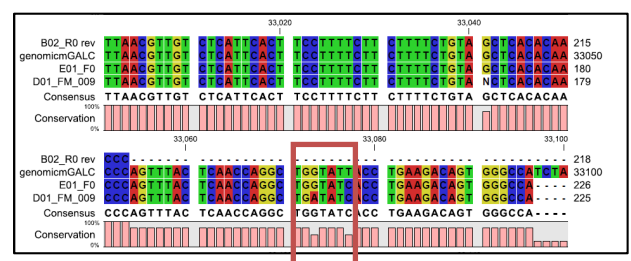 33,020 33,040
B02_R0 rev TTAACGTTGT CTCATTCACT TCCTTTTCTT CTTTTCTGTA GCTCACACAA 215
genomicGALC TTAACGTTGT CTCATTCACT TCCTTTTCTT CTTTTCTGTA GCTCACACAA 33050
E01_F0 TTAACGTTGT CTCATTCACT TCCTTTTCTT CTTTTCTGTA GCTCACACAA 180
D01_FM_009 TTAACGTTGT CTCATTCACT TCCTTTTCTT CTTTTCTGTA NCTCACACAA 179
Consensus TTAACGTTGT CTCATTCACT TCCTTTTCTT CTTTTCTGTA GCTCACACAA
100%
Conservation
0%
33,060 33,080 33,100
B02_R0 rev CCC------- ---------- ---------- ---------- ---------- 218
genomicGALC CCCAGTTTAC TCAACCAGGC TGGTATTACC TGAAGACAGT GGGCCATCTA 33100
E01_F0 CCCAGTTTAC TCAACCAGGC TGGTATCACC TGAAGACAGT GGGCCA---- 226
D01_FM_009 CCCAGTTTAC TCAACCAGGC TGATATCACC TGAAGACAGT GGGCCA---- 225
Consensus CCCAGTTTAC TCAACCAGGC TGGTATCACC TGAAGACAGT GGGCCA----
100%
Conservation
0%